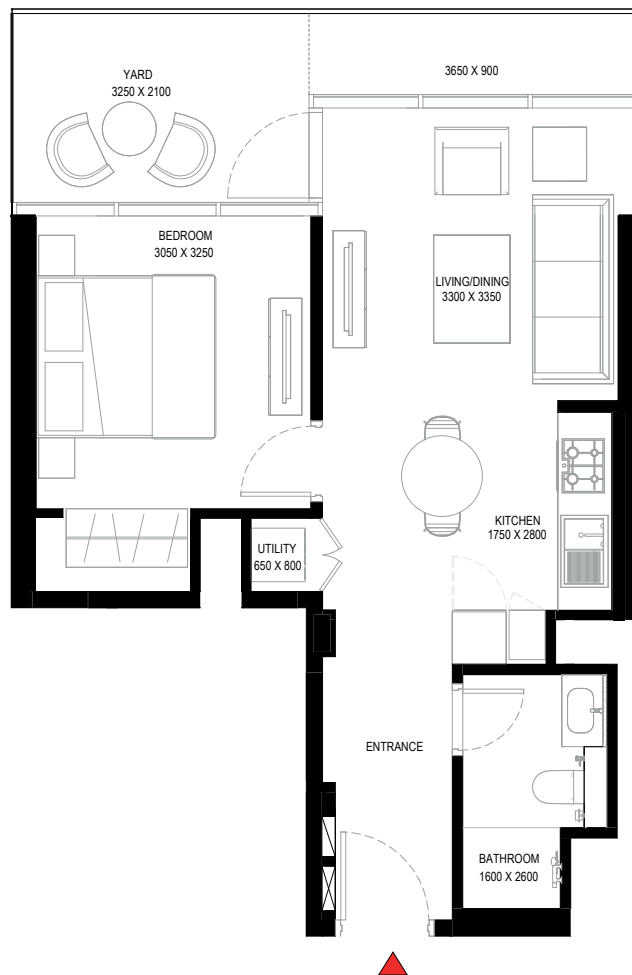 YARD
3250 X 2100
3650 X 900
BEDROOM
3050 X 3250
LIVING/DINING
3300 X 3350
KITCHEN
1750 X 2800
UTILITY
650 X 800
ENTRANCE
BATHROOM
1600 X 2600